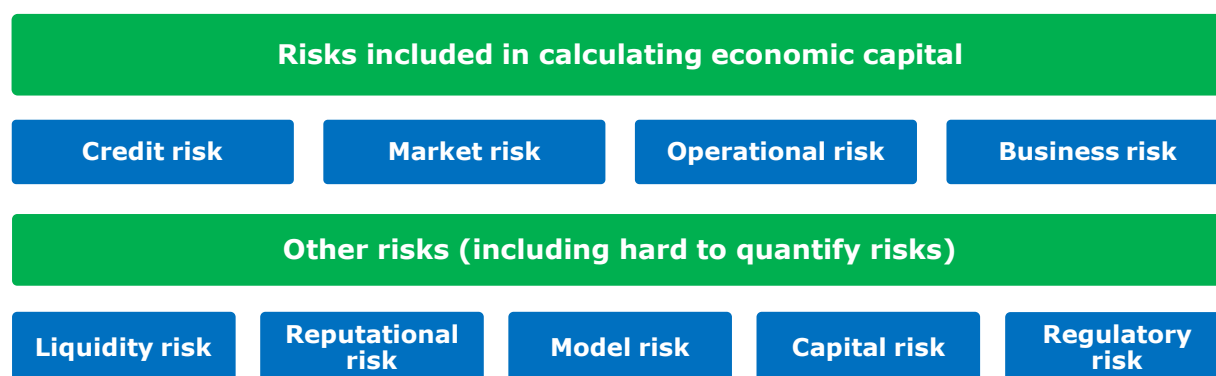 Risks included in calculating economic capital
Credit risk
Market risk
Operational risk
Business risk
Other risks (including hard to quantify risks)
Liquidity risk
Reputational
risk
Model risk
Capital risk
Regulatory
risk